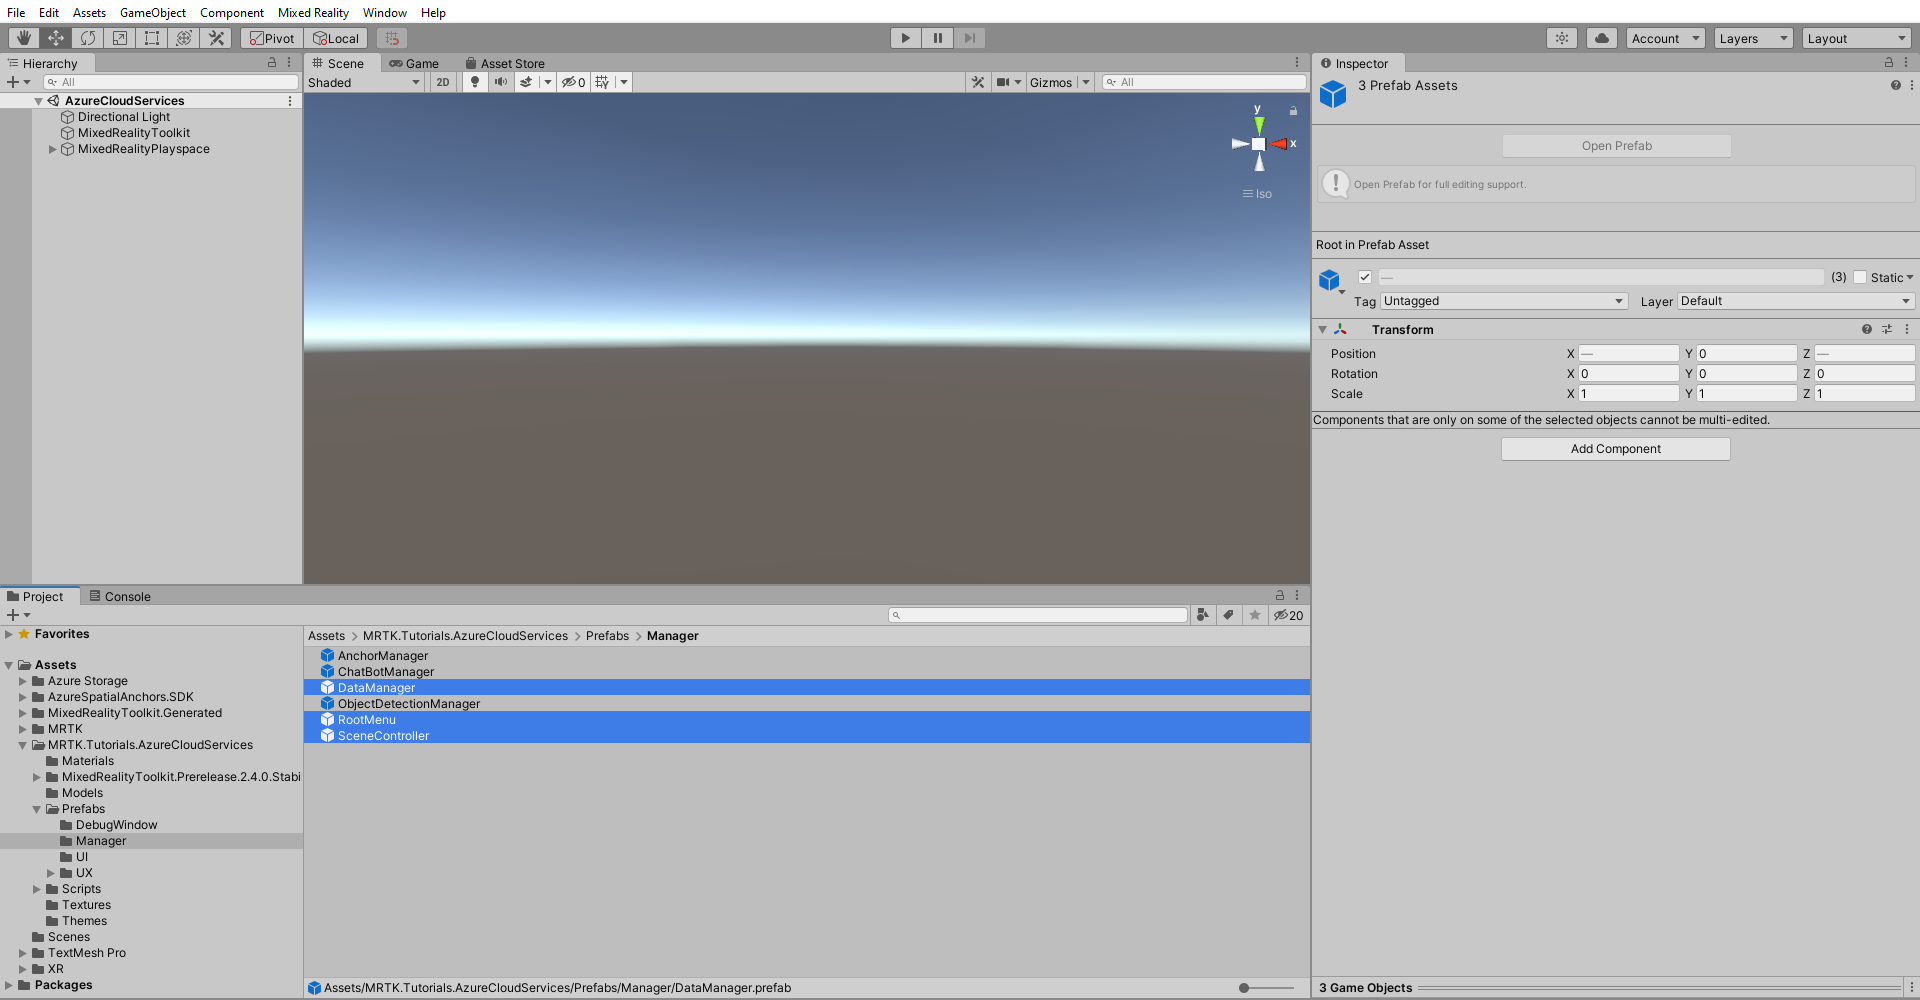 File Edit Assets GameObject Component Mixed Reality Window Help
Pivot Local Account Layers Layout
Hierarchy
All
AzureCloudServices
Directional Light
MixedRealityToolkit
MixedRealityPlayspace
Scene Game Asset Store
Shaded 2D 0 Gizmos All
y
x
Iso
Inspector
3 Prefab Assets
Open Prefab
Open Prefab for full editing support.
Root in Prefab Asset
— (3) Static
Tag Untagged Layer Default
Transform
Position X — Y 0 Z —
Rotation X 0 Y 0 Z 0
Scale X 1 Y 1 Z 1
Components that are only on some of the selected objects cannot be multi-edited.
Add Component
3 Game Objects
Project Console
20
Favorites
Assets
Azure Storage
AzureSpatialAnchors.SDK
MixedRealityToolkit.Generated
MRTK
MRTK.Tutorials.AzureCloudServices
Materials
MixedRealityToolkit.Prerelease.2.4.0.Stabi
Models
Prefabs
DebugWindow
Manager
UI
UX
Scripts
Textures
Themes
Scenes
TextMesh Pro
XR
Packages
Assets > MRTK.Tutorials.AzureCloudServices > Prefabs > Manager
AnchorManager
ChatBotManager
DataManager
ObjectDetectionManager
RootMenu
SceneController
Assets/MRTK.Tutorials.AzureCloudServices/Prefabs/Manager/DataManager.prefab